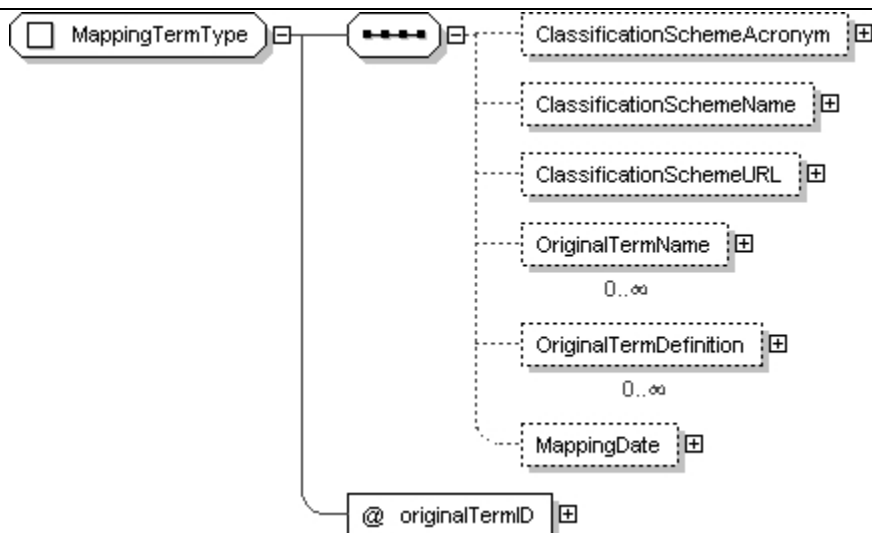 MappingTermType
ClassificationSchemeAcronym
ClassificationSchemeName
ClassificationSchemeURL
OriginalTermName
0..∞
OriginalTermDefinition
0..∞
MappingDate
@ originalTermID